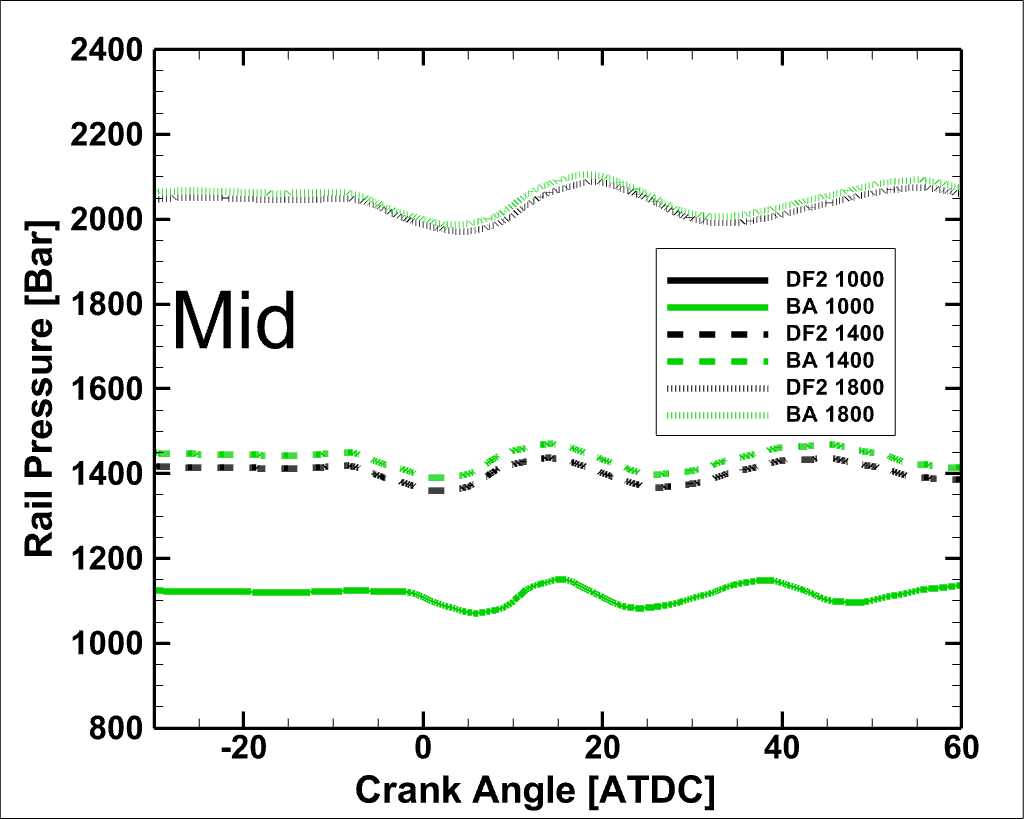 2400
2200
2000
1800
1600
1400
1200
1000
800
Rail Pressure [Bar]
Mid
DF2 1000
BA 1000
DF2 1400
BA 1400
DF2 1800
BA 1800
-20 0 20 40 60
Crank Angle [ATDC]